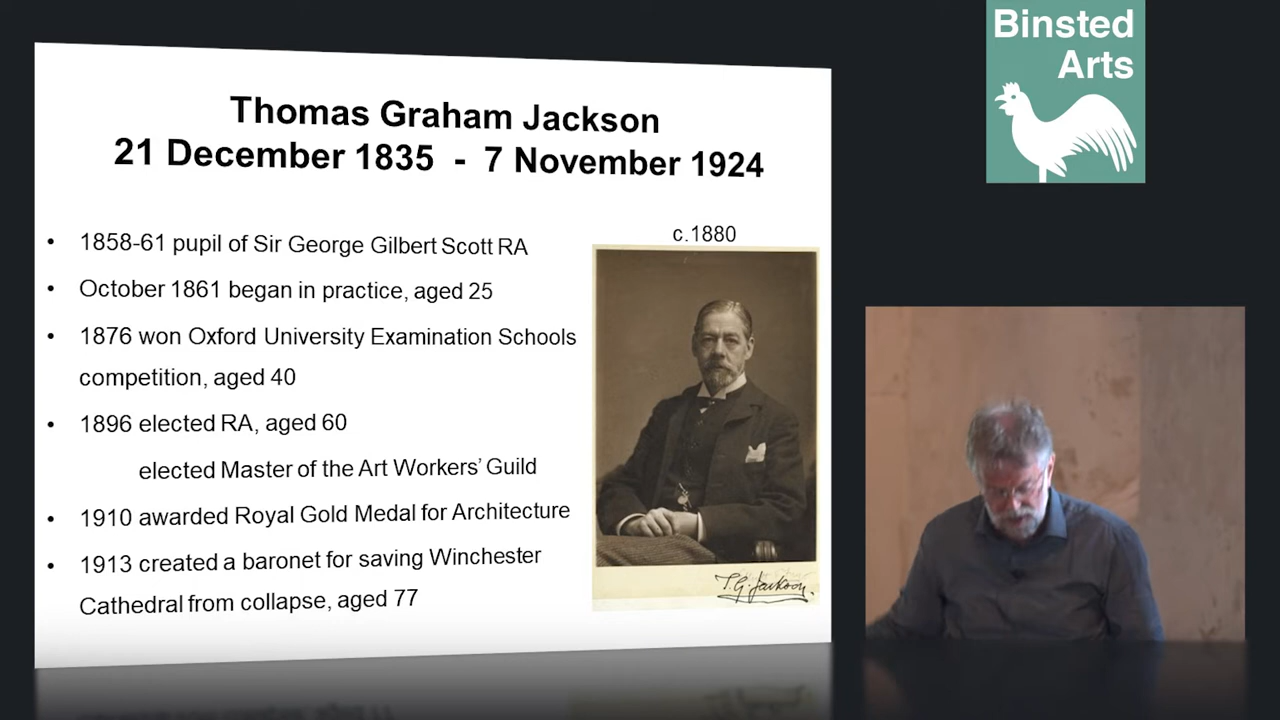 Binsted
Arts
Thomas Graham Jackson
21 December 1835 - 7 November 1924
• 1858-61 pupil of Sir George Gilbert Scott RA
• October 1861 began in practice, aged 25
• 1876 won Oxford University Examination Schools
competition, aged 40
• 1896 elected RA, aged 60
elected Master of the Art Workers’ Guild
• 1910 awarded Royal Gold Medal for Architecture
• 1913 created a baronet for saving Winchester
Cathedral from collapse, aged 77
c.1880
T.G. Jackson.